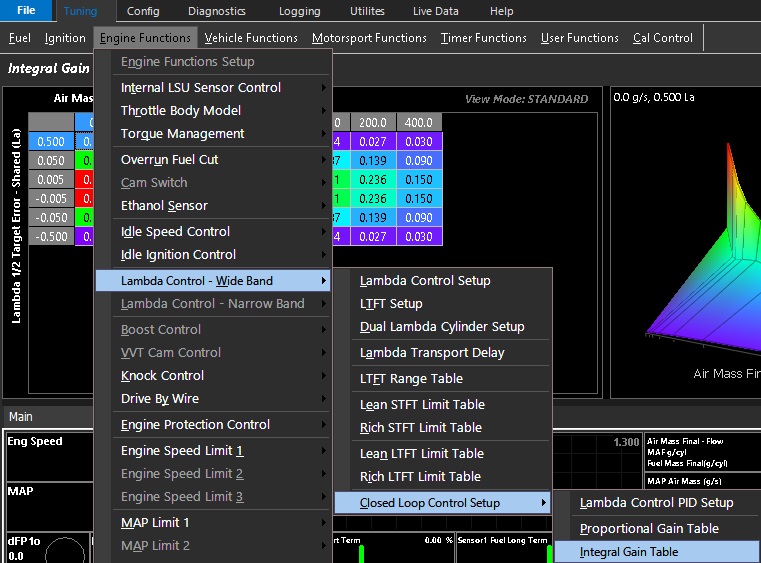 File Tuning Config Diagnostics Logging Utilites Live Data Help
Fuel Ignition Engine Functions Vehicle Functions Motorsport Functions Timer Functions User Functions Cal Control
Integral Gain
Engine Functions Setup
Internal LSU Sensor Control
Throttle Body Model
Torque Management
Overrun Fuel Cut
Cam Switch
Ethanol Sensor
Idle Speed Control
Idle Ignition Control
Lambda Control - Wide Band
Lambda Control - Narrow Band
Boost Control
VVT Cam Control
Knock Control
Drive By Wire
Engine Protection Control
Engine Speed Limit 1
Engine Speed Limit 2
Engine Speed Limit 3
MAP Limit 1
MAP Limit 2
Lambda Control Setup
LTFT Setup
Dual Lambda Cylinder Setup
Lambda Transport Delay
LTFT Range Table
Lean STFT Limit Table
Rich STFT Limit Table
Lean LTFT Limit Table
Rich LTFT Limit Table
Closed Loop Control Setup
Lambda Control PID Setup
Proportional Gain Table
Integral Gain Table
Air Mas
View Mode: STANDARD
Lambda 1/2 Target Error - Shared (La)
0 200.0 400.0
0.500 0. 4 0.027 0.030
0.050 0. 37 0.139 0.090
0.005 0. 1 0.236 0.150
-0.005 0. 1 0.236 0.150
-0.050 0. 37 0.139 0.090
-0.500 0. 4 0.027 0.030
0.0 g/s, 0.500 La
Air Mass Fin
Main
Eng Speed
MAP
dFP1o
0.0
1.300
Air Mass Final - Flow
MAF g/cyl
Fuel Mass Final(g/cyl)
MAP Air Mass (g/s)
rt Term 0.00 %
Sensor1 Fuel Long Term